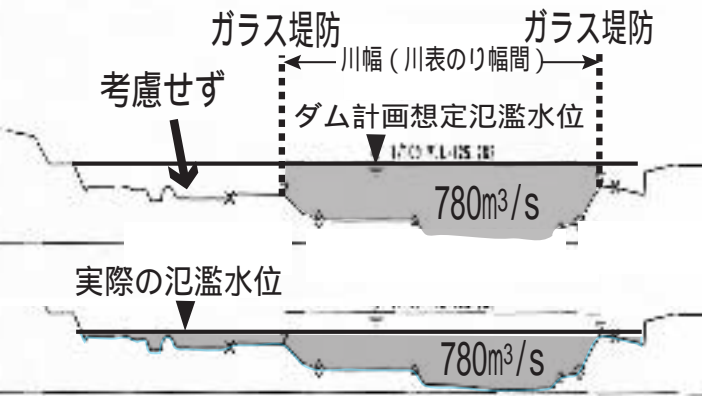 ガラス堤防
ガラス堤防
川幅(川表のり幅間)
考慮せず
ダム計画想定氾濫水位
780m³/s
実際の氾濫水位
780m³/s